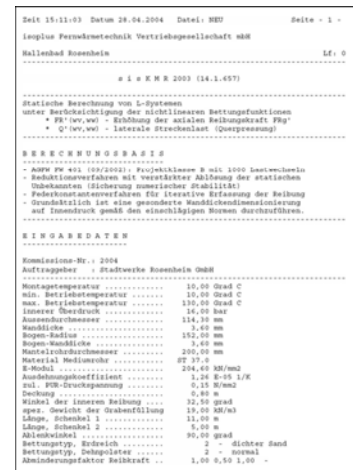 Zeit 15:11:03 Datum 28.04.2004 Datei: NEU Seite - 1 -
isoplus Fernwärmetechnik Vertriebsgesellschaft mbH
Hallenbad Rosenheim Lf: 0
s i s K M R 2003 (14.1.657)
Statische Berechnung von L-Systemen
unter Berücksichtigung der nichtlinearen Bettungsfunktionen
* FR'(wv,ww) - Erhöhung der axialen Reibungskraft FRg'
* Q'(wv,ww) - laterale Streckenlast (Querpressung)
B E R E C H N U N G S B A S I S
- AGFW FW 401 (03/2002): Projektklasse B mit 1000 Lastwechseln
- Reduktionsverfahren mit verstärkter Ablösung der statischen
Unbekannten (Sicherung numerischer Stabilität)
- Federkonstantenverfahren für iterative Erfassung der Reibung
- Grundsätzlich ist eine gesonderte Wanddickendimensionierung
auf Innendruck gemäß den einschlägigen Normen durchzuführen.
E I N G A B E D A T E N
Kommissions-Nr.: 2004
Auftraggeber : Stadtwerke Rosenheim GmbH
Montagetemperatur ............. 10,00 Grad C
min. Betriebstemperatur ....... 10,00 Grad C
max. Betriebstemperatur ....... 130,00 Grad C
innerer Überdruck ............. 16,00 bar
Aussendurchmesser ............. 114,30 mm
Wanddicke ..................... 3,60 mm
Bogen-Radius .................. 152,00 mm
Bogen-Wanddicke ............... 3,60 mm
Mantelrohrdurchmesser ......... 200,00 mm
Material Mediumrohr ........... ST 37.0
E-Modul ....................... 204,60 kN/mm2
Ausdehnungskoeffizient ........ 1,26 E-05 1/K
zul. PUR-Druckspannung ........ 0,15 N/mm2
Deckung ....................... 0,80 m
Winkel der inneren Reibung .... 32,50 grad
spez. Gewicht der Grabenfüllung 19,00 kN/m3
Länge, Schenkel 1 ............. 11,00 m
Länge, Schenkel 2 ............. 5,00 m
Ablenkwinkel .................. 90,00 grad
Bettungstyp, Erdreich ......... 2 - dichter Sand
Bettungstyp, Dehnpolster ...... 2 - normal
Abminderungsfaktor Reibkraft .. 1,00 0,50 1,00 -